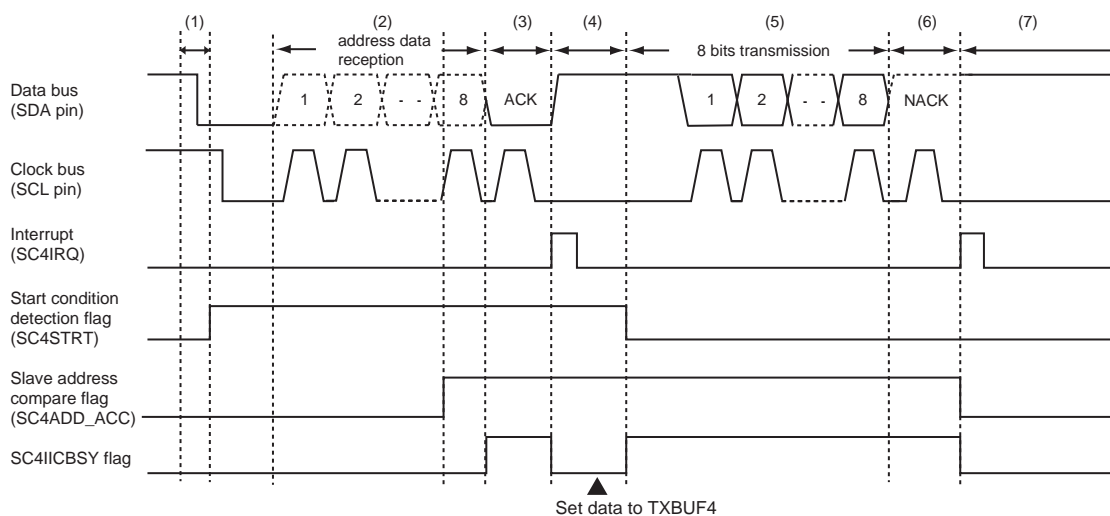 (1) (2) (3) (4) (5) (6) (7)
address data
reception
8 bits transmission
Data bus
(SDA pin)
1 2 - - 8 ACK 1 2 - - 8 NACK
Clock bus
(SCL pin)
Interrupt
(SC4IRQ)
Start condition
detection flag
(SC4STRT)
Slave address
compare flag
(SC4ADD_ACC)
SC4IICBSY flag
Set data to TXBUF4